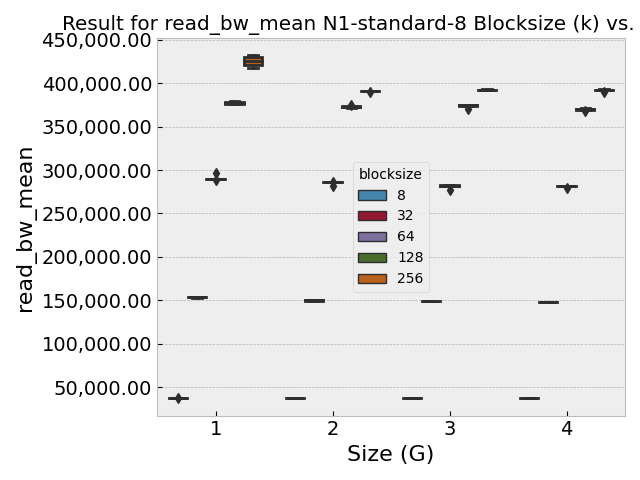 Result for read_bw_mean N1-standard-8 Blocksize (k) vs.
450,000.00
400,000.00
350,000.00
300,000.00
250,000.00
200,000.00
150,000.00
100,000.00
50,000.00
read_bw_mean
blocksize
8
32
64
128
256
1 2 3 4
Size (G)